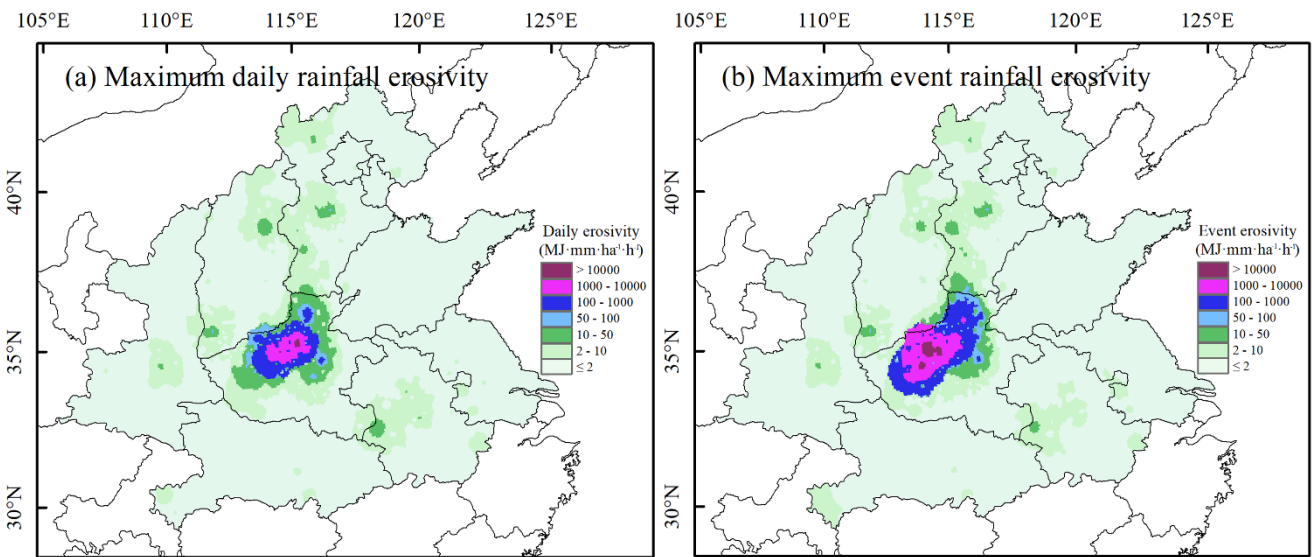 105°E 110°E 115°E 120°E 125°E
(a) Maximum daily rainfall erosivity
40°N
35°N
30°N
Daily erosivity
(MJ·mm·ha⁻¹·h⁻¹)
> 10000
1000 - 10000
100 - 1000
50 - 100
10 - 50
2 - 10
≤ 2
105°E 110°E 115°E 120°E 125°E
(b) Maximum event rainfall erosivity
40°N
35°N
30°N
Event erosivity
(MJ·mm·ha⁻¹·h⁻¹)
> 10000
1000 - 10000
100 - 1000
50 - 100
10 - 50
2 - 10
≤ 2